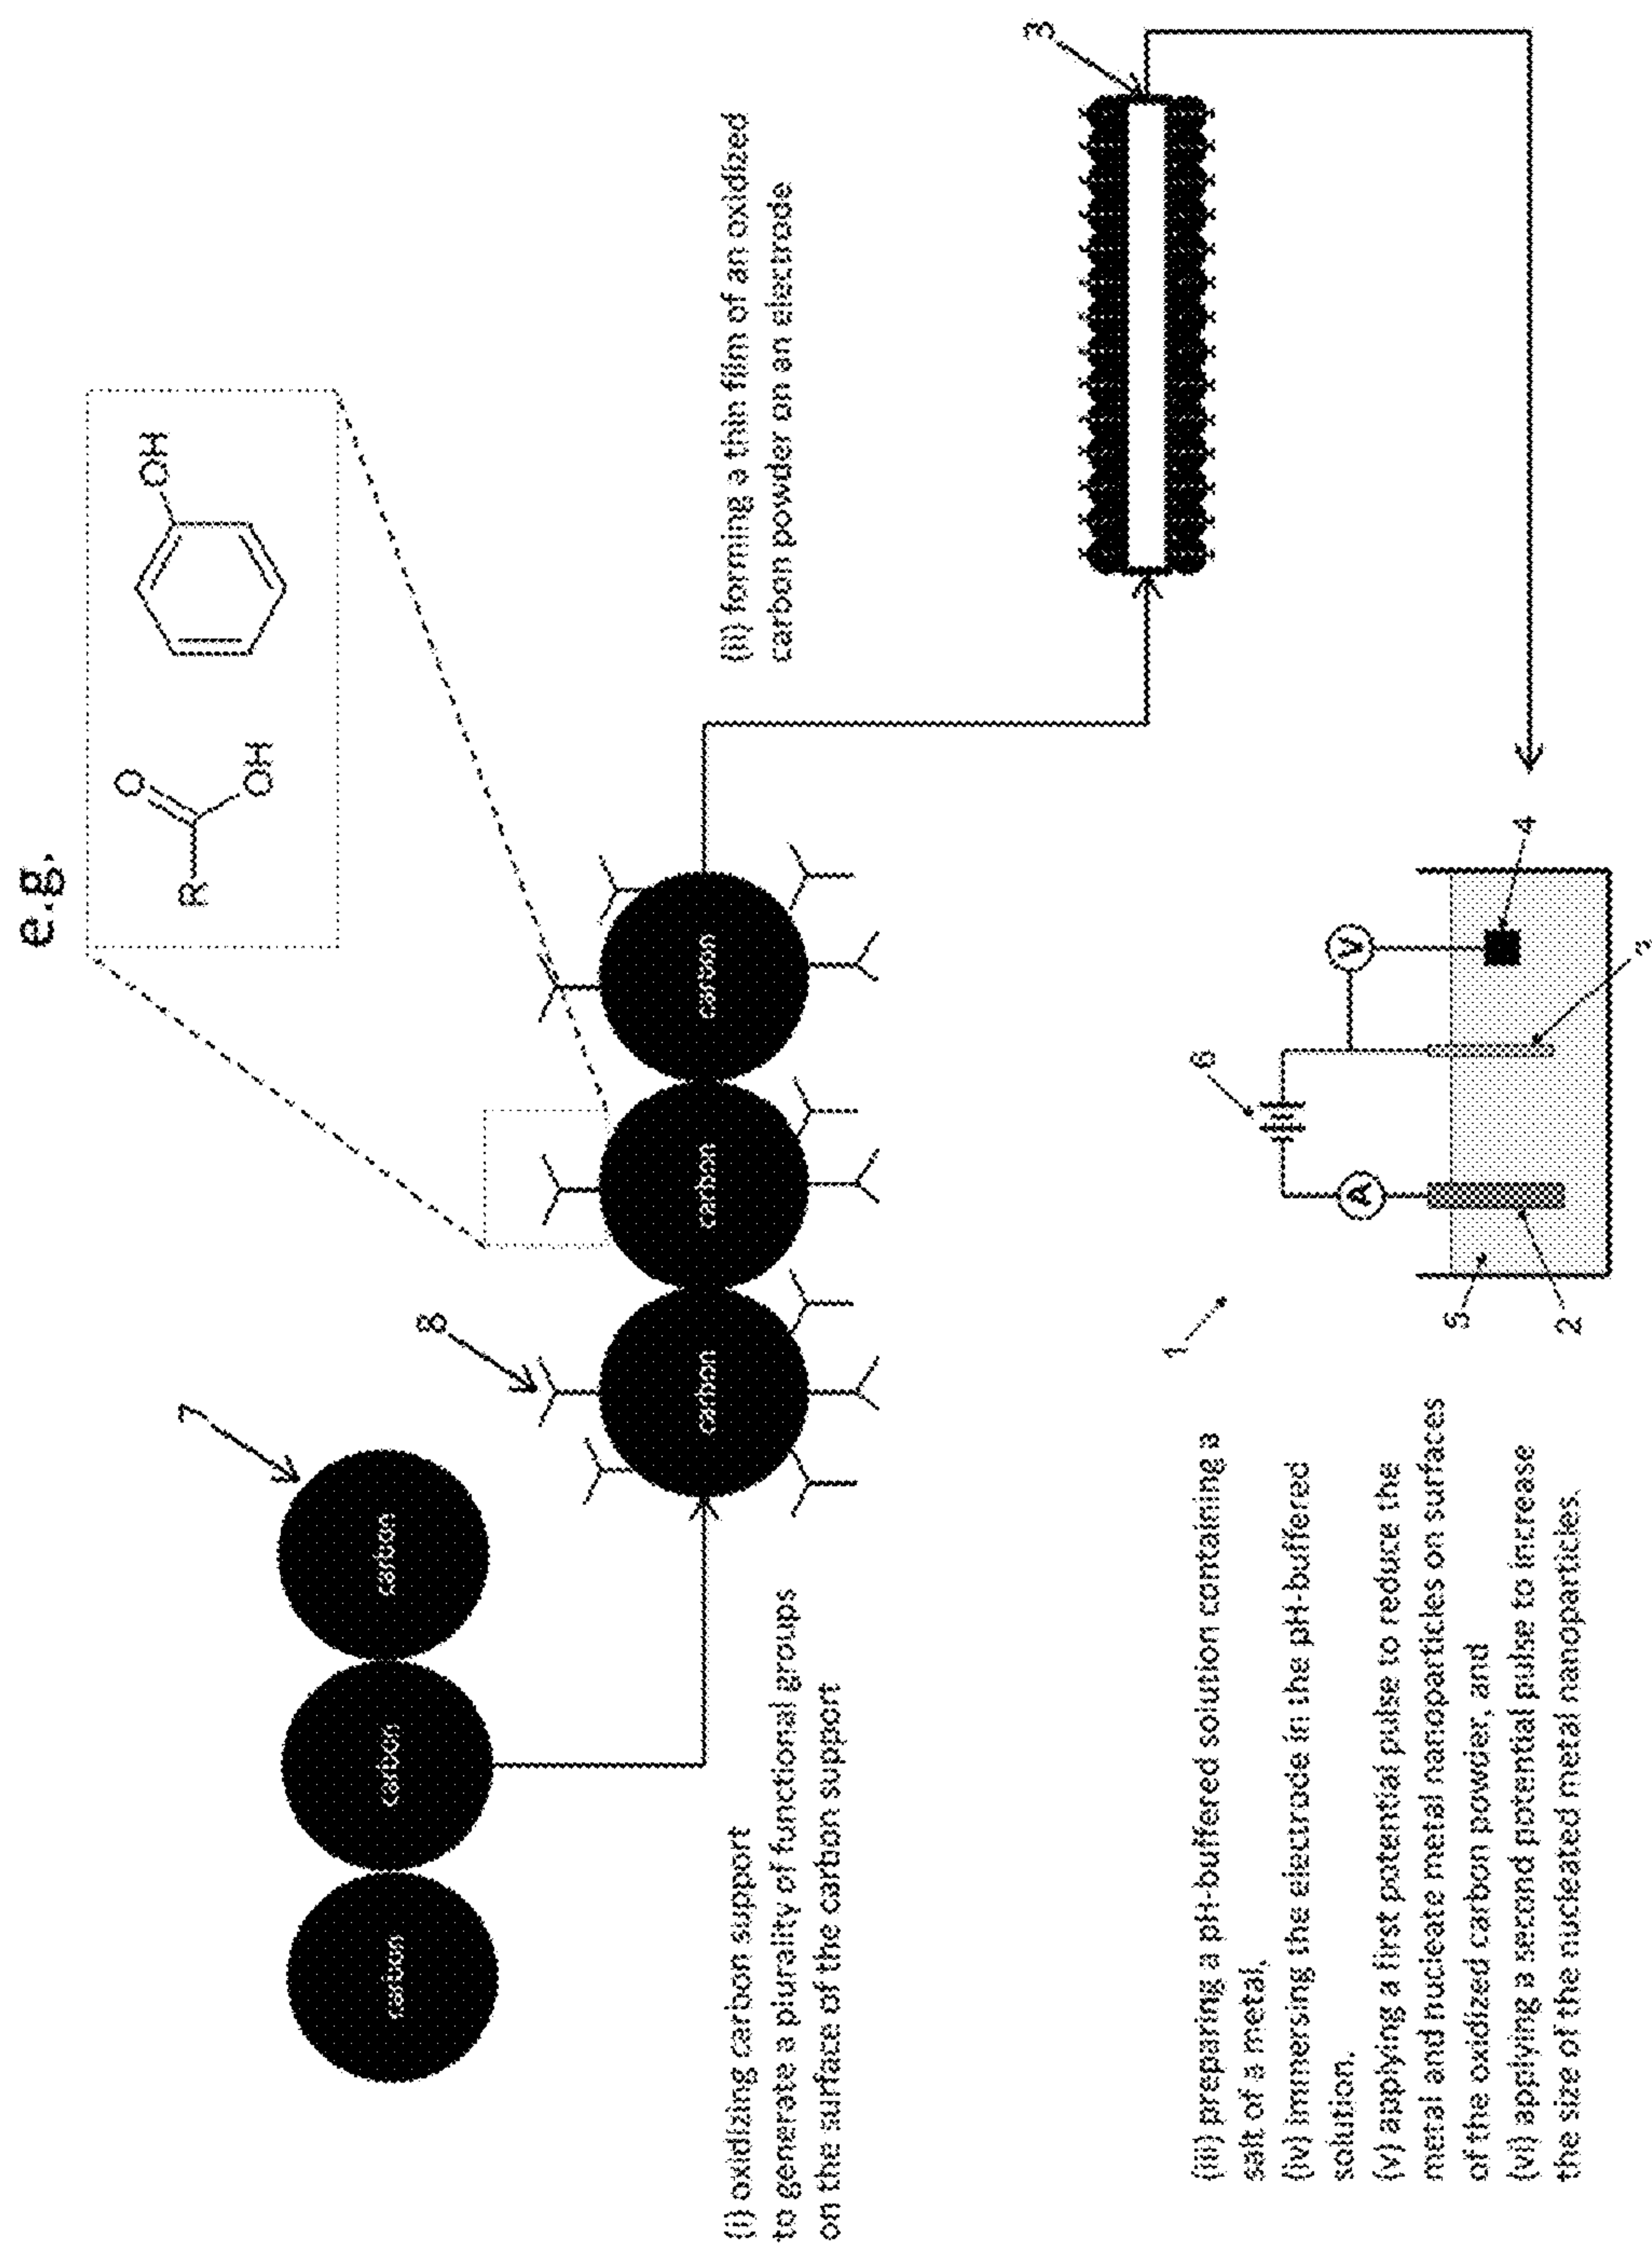 e.g.
R
O
OH
OH
7
carbon
carbon
carbon
8
carbon
carbon
carbon
(i) oxidizing carbon support
to generate a plurality of functional groups
on the surface of the carbon support
(ii) forming a thin film of an oxidized
carbon powder on an electrode
3
(iii) preparing a pH-buffered solution containing a
salt of a metal,
(iv) immersing the electrode in the pH-buffered
solution.
(v) applying a first potential pulse to reduce the
metal and nucleate metal nanoparticles on surfaces
of the oxidized carbon powder, and
(vi) applying a second potential pulse to increase
the size of the nucleated metal nanoparticles.
1
6
A
V
5
2
4
3